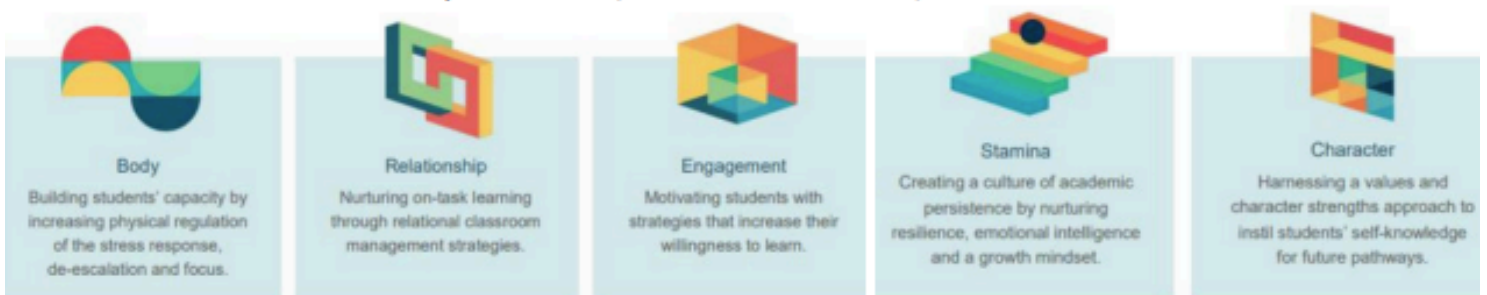 Body
Building students' capacity by
increasing physical regulation
of the stress response,
de-escalation and focus.
Relationship
Nurturing on-task learning
through relational classroom
management strategies.
Engagement
Motivating students with
strategies that increase their
willingness to learn.
Stamina
Creating a culture of academic
persistence by nurturing
resilience, emotional intelligence
and a growth mindset.
Character
Harnessing a values and
character strengths approach to
instil students' self-knowledge
for future pathways.